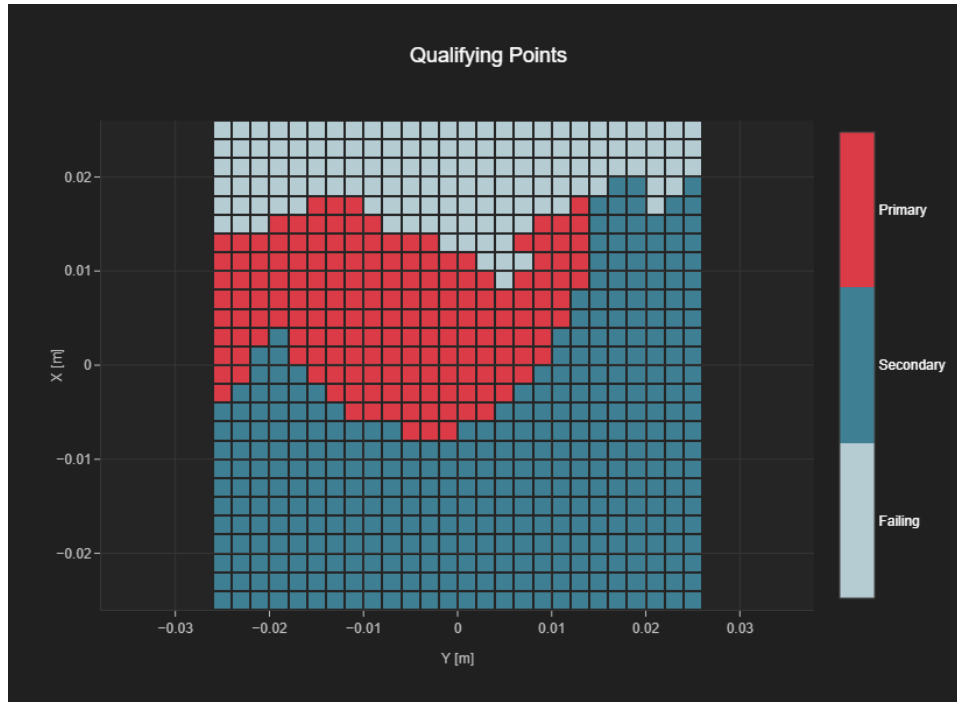 Qualifying Points
X [m]
0.02
0.01
0
−0.01
−0.02
−0.03
−0.02
−0.01
0
0.01
0.02
0.03
Y [m]
Primary
Secondary
Failing